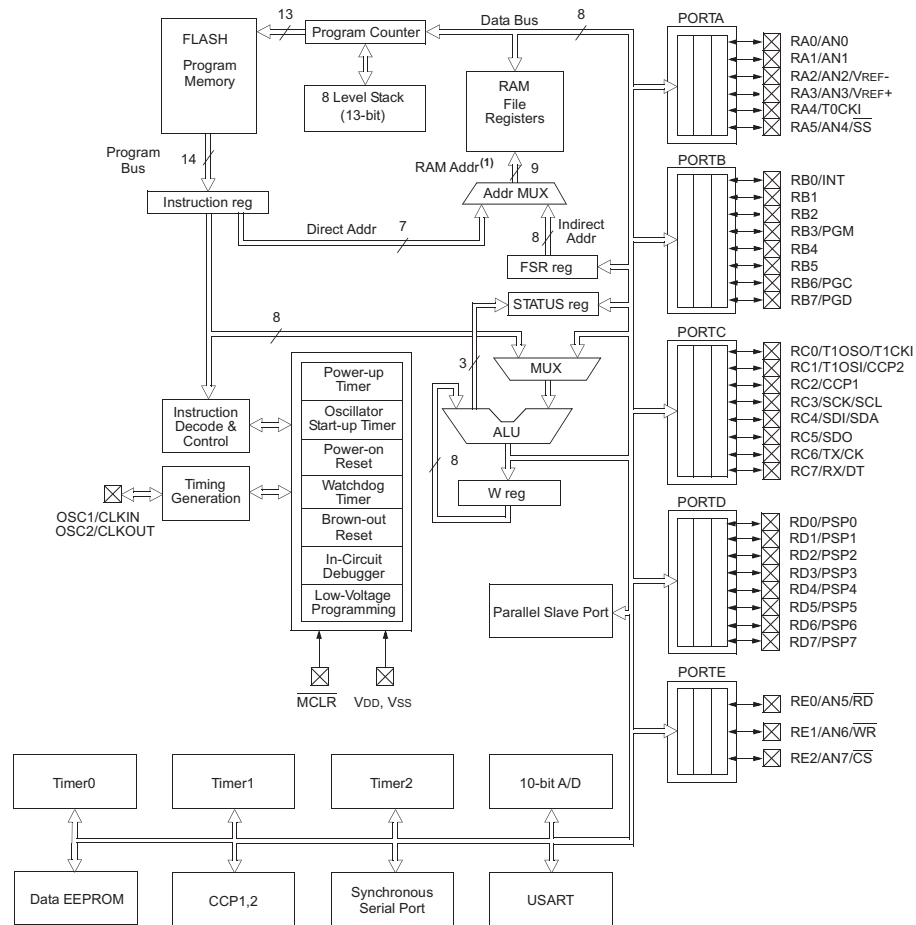 13
Data Bus
8
PORTA
FLASH
Program
Memory
Program Counter
8 Level Stack
(13-bit)
RAM
File
Registers
RA0/AN0
RA1/AN1
RA2/AN2/VREF-
RA3/AN3/VREF+
RA4/T0CKI
RA5/AN4/SS
Program
Bus
14
RAM Addr(1)
9
PORTB
Instruction reg
Addr MUX
Direct Addr
7
8
Indirect
Addr
FSR reg
STATUS reg
RB0/INT
RB1
RB2
RB3/PGM
RB4
RB5
RB6/PGC
RB7/PGD
8
3
MUX
PORTC
RC0/T1OSO/T1CKI
RC1/T1OSI/CCP2
RC2/CCP1
RC3/SCK/SCL
RC4/SDI/SDA
RC5/SDO
RC6/TX/CK
RC7/RX/DT
Instruction
Decode &
Control
Timing
Generation
OSC1/CLKIN
OSC2/CLKOUT
Power-up
Timer
Oscillator
Start-up Timer
Power-on
Reset
Watchdog
Timer
Brown-out
Reset
In-Circuit
Debugger
Low-Voltage
Programming
ALU
8
W reg
PORTD
RD0/PSP0
RD1/PSP1
RD2/PSP2
RD3/PSP3
RD4/PSP4
RD5/PSP5
RD6/PSP6
RD7/PSP7
Parallel Slave Port
MCLR
VDD, VSS
PORTE
RE0/AN5/RD
RE1/AN6/WR
RE2/AN7/CS
Timer0
Timer1
Timer2
10-bit A/D
Data EEPROM
CCP1,2
Synchronous
Serial Port
USART